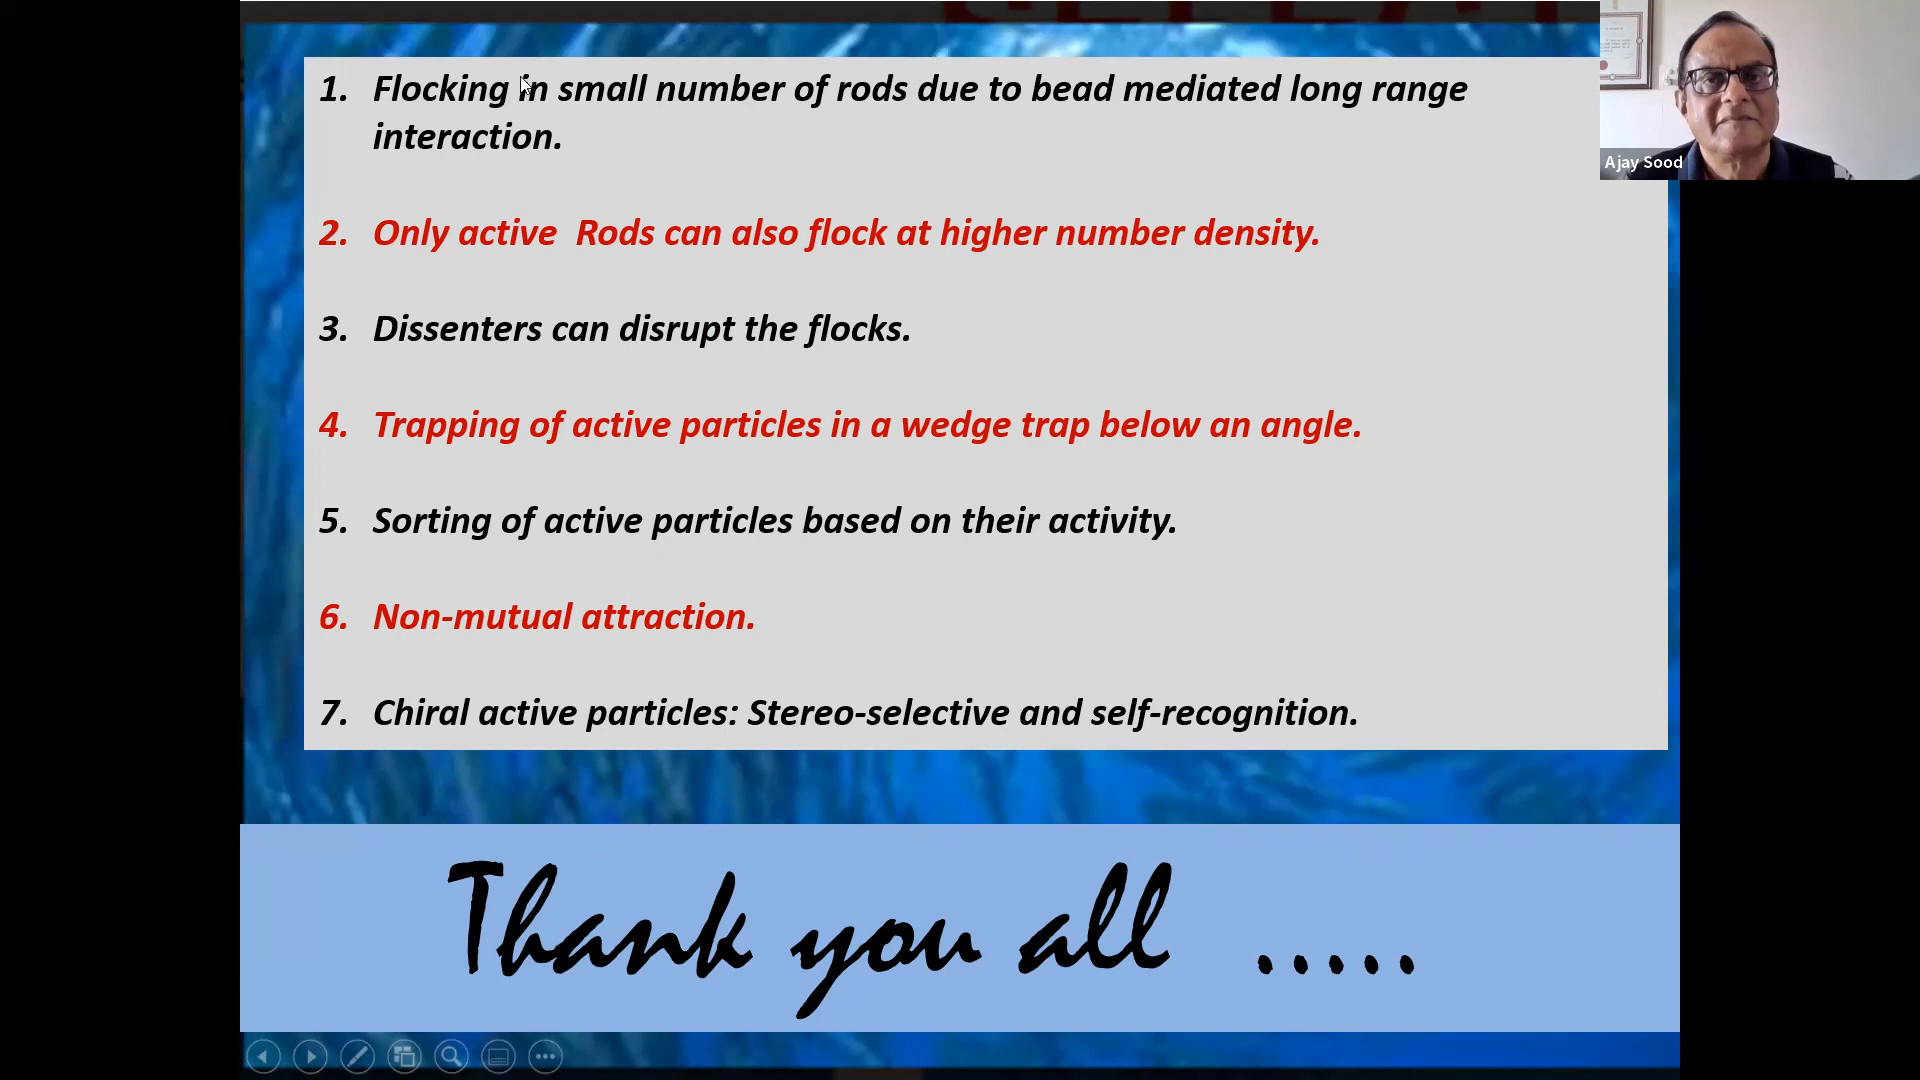 1. Flocking in small number of rods due to bead mediated long range
interaction.
2. Only active Rods can also flock at higher number density.
3. Dissenters can disrupt the flocks.
4. Trapping of active particles in a wedge trap below an angle.
5. Sorting of active particles based on their activity.
6. Non-mutual attraction.
7. Chiral active particles: Stereo-selective and self-recognition.
Thank you all .....
Ajay Sood